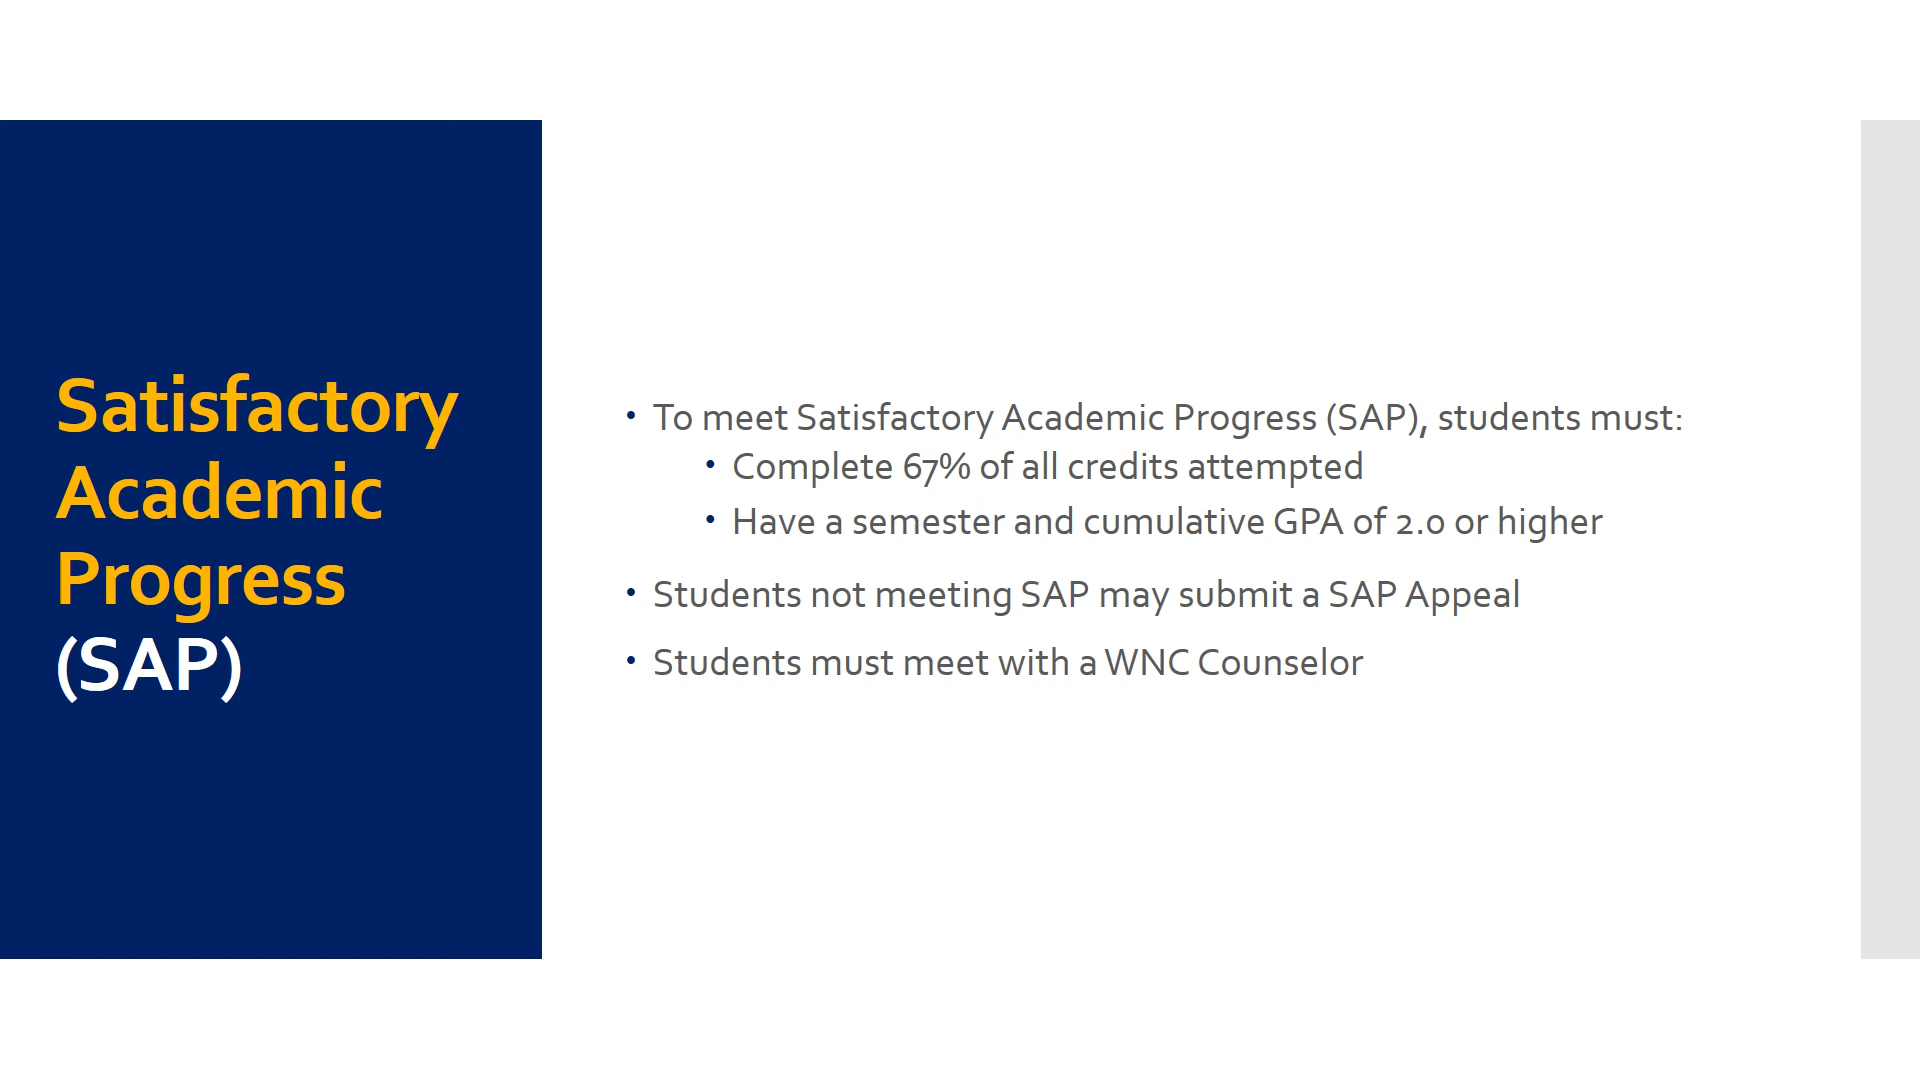 Satisfactory
Academic
Progress
(SAP)
• To meet Satisfactory Academic Progress (SAP), students must:
• Complete 67% of all credits attempted
• Have a semester and cumulative GPA of 2.0 or higher
• Students not meeting SAP may submit a SAP Appeal
• Students must meet with a WNC Counselor